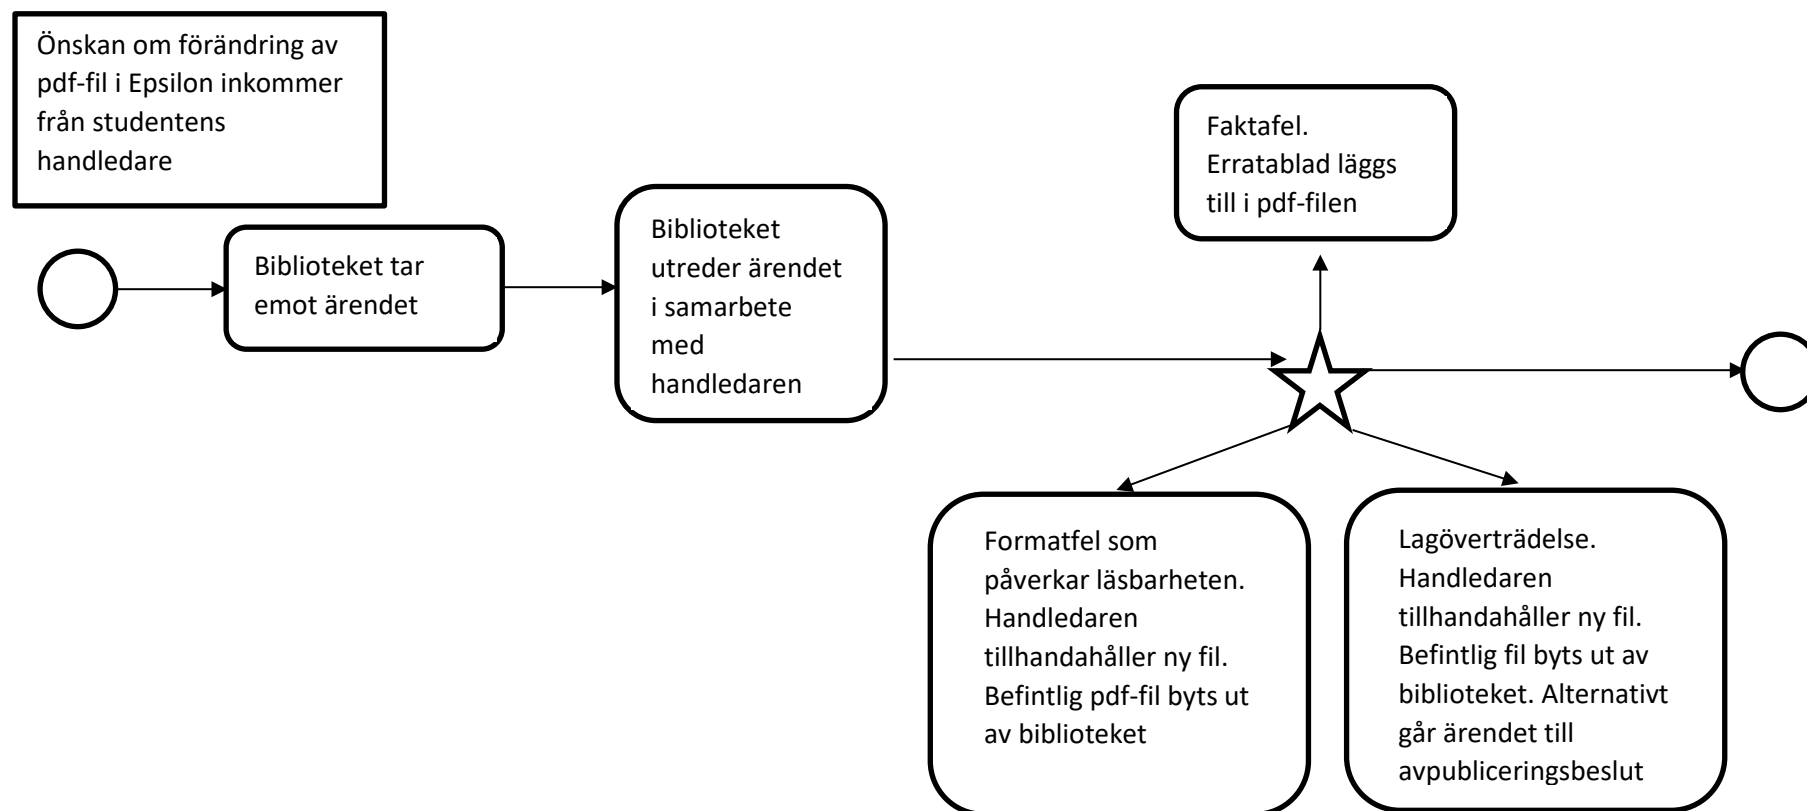 Önskan om förändring av
pdf-fil i Epsilon inkommer
från studentens
handledare
Biblioteket tar
emot ärendet
Biblioteket
utreder ärendet
i samarbete
med
handledaren
Faktafel.
Erratablad läggs
till i pdf-filen
Formatfel som
påverkar läsbarheten.
Handledaren
tillhandahåller ny fil.
Befintlig pdf-fil byts ut
av biblioteket
Lagöverträdelse.
Handledaren
tillhandahåller ny fil.
Befintlig fil byts ut av
biblioteket. Alternativt
går ärendet till
avpubliceringsbeslut